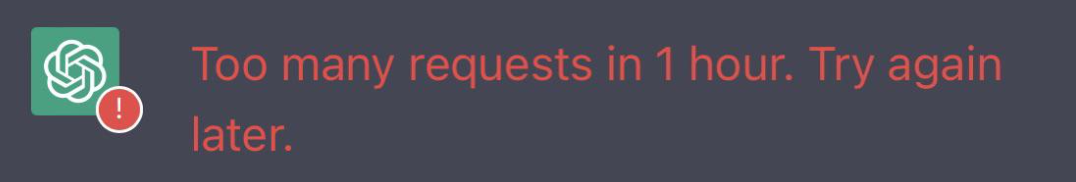 Too many requests in 1 hour. Try again
later.